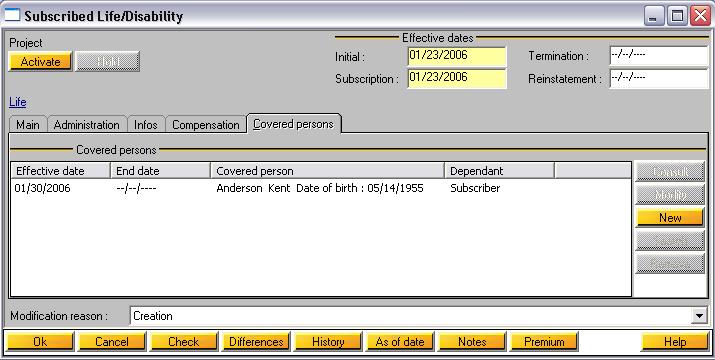 Subscribed Life/Disability
Project
Activate Hold
Effective dates
Initial : 01/23/2006 Termination : --/--/----
Subscription : 01/23/2006 Reinstatement : --/--/----
Life
Main Administration Infos Compensation Covered persons
Covered persons
Effective date End date Covered person Dependant
01/30/2006 --/--/---- Anderson Kent Date of birth : 05/14/1955 Subscriber
Consult
Modify
New
Remove
Modification reason : Creation
Ok Cancel Check Differences History As of date Notes Premium Help